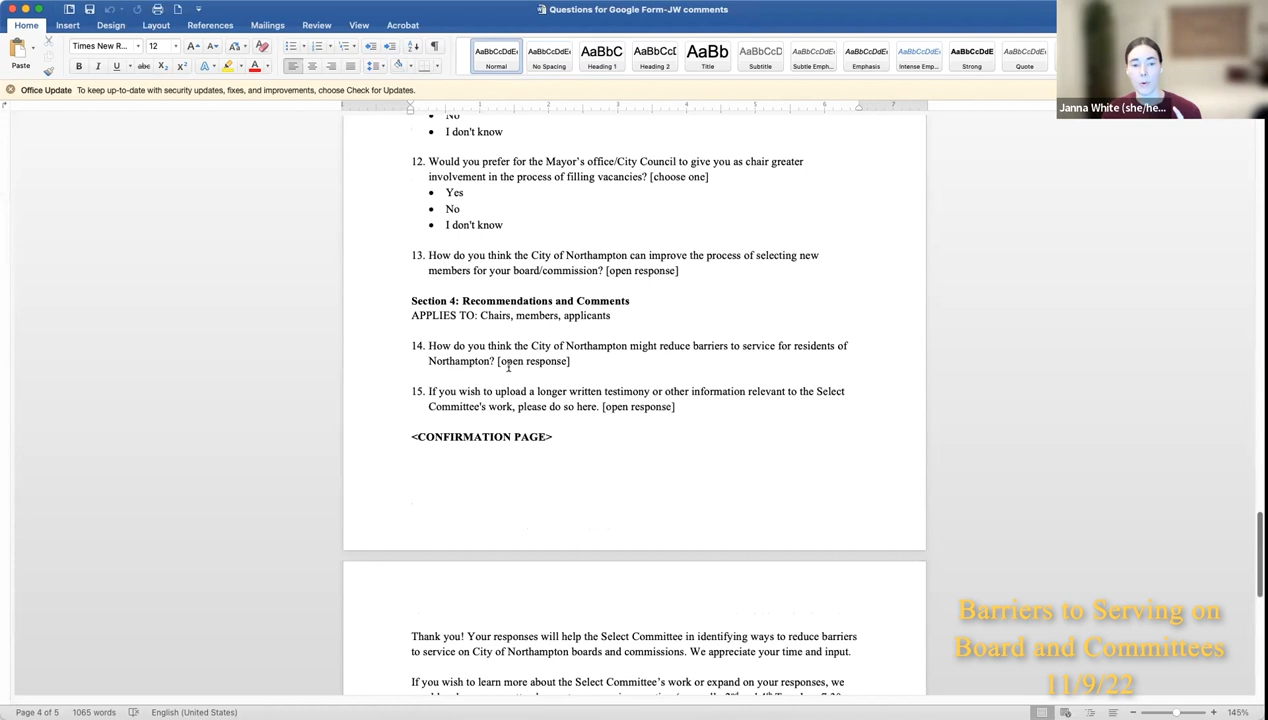 Questions for Google Form-JW comments
Home Insert Design Layout References Mailings Review View Acrobat
Times New R... 12
Paste
AaBbCcDdEe AaBbCcDdEe AaBbC AaBbCcD AaBb AaBbCcDdEe AaBbCcDdEe AaBbCcDdEe AaBbCcDdEe AaBbCcDdE AaBbCcDdEe
Normal No Spacing Heading 1 Heading 2 Title Subtitle Subtle Emph... Emphasis Intense Emp... Strong Quote
Office Update To keep up-to-date with security updates, fixes, and improvements, choose Check for Updates.
Janna White (she/he...
1 2 3 4 5 6 7
• No
• I don't know
12. Would you prefer for the Mayor's office/City Council to give you as chair greater
involvement in the process of filling vacancies? [choose one]
• Yes
• No
• I don't know
13. How do you think the City of Northampton can improve the process of selecting new
members for your board/commission? [open response]
Section 4: Recommendations and Comments
APPLIES TO: Chairs, members, applicants
14. How do you think the City of Northampton might reduce barriers to service for residents of
Northampton? [open response]
15. If you wish to upload a longer written testimony or other information relevant to the Select
Committee's work, please do so here. [open response]
<CONFIRMATION PAGE>
Thank you! Your responses will help the Select Committee in identifying ways to reduce barriers
to service on City of Northampton boards and commissions. We appreciate your time and input.
If you wish to learn more about the Select Committee's work or expand on your responses, we
Barriers to Serving on
Board and Committees
11/9/22
Page 4 of 5 1065 words English (United States) 145%